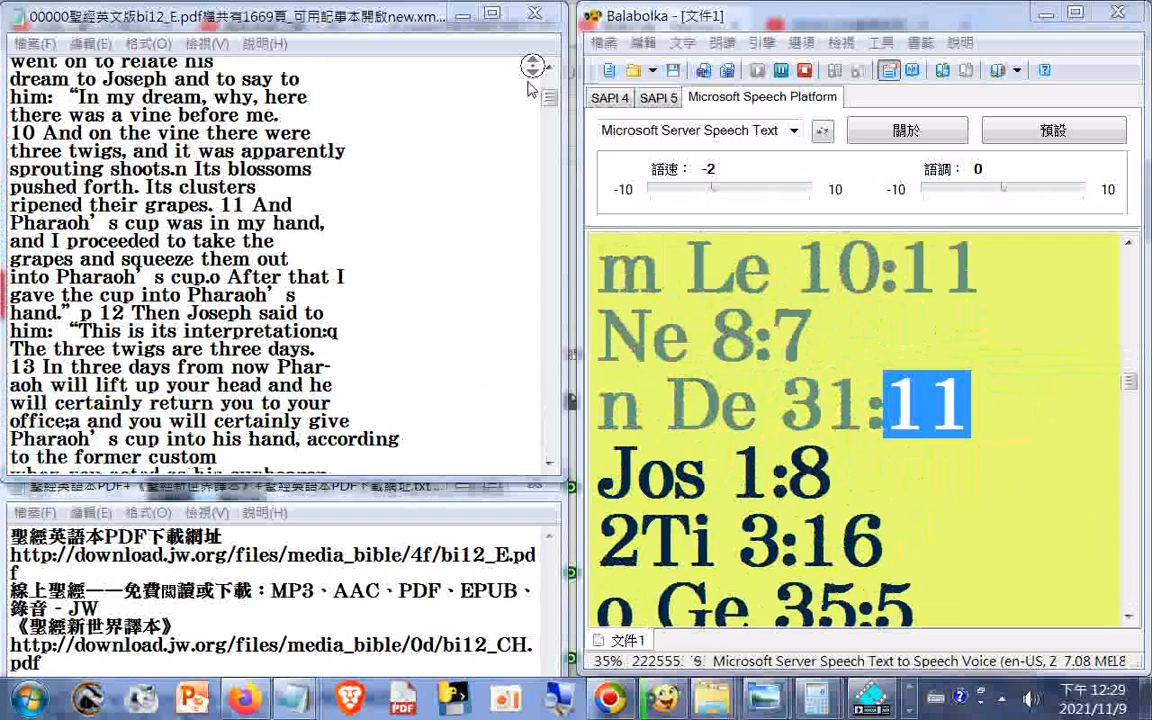 00000聖經英文版bi12_E.pdf檔共有1669頁_可用記事本開啟new.xm...
檔案(F) 編輯(E) 格式(O) 檢視(V) 說明(H)
went on to relate his
dream to Joseph and to say to
him: “In my dream, why, here
there was a vine before me.
10 And on the vine there were
three twigs, and it was apparently
sprouting shoots.n Its blossoms
pushed forth. Its clusters
ripened their grapes. 11 And
Pharaoh’s cup was in my hand,
and I proceeded to take the
grapes and squeeze them out
into Pharaoh’s cup.o After that I
gave the cup into Pharaoh’s
hand.” p 12 Then Joseph said to
him: “This is its interpretation:q
The three twigs are three days.
13 In three days from now Phar-
aoh will lift up your head and he
will certainly return you to your
office;a and you will certainly give
Pharaoh’s cup into his hand, according
to the former custom
檔案(F) 編輯(E) 格式(O) 檢視(V) 說明(H)
聖經英語本PDF下載網址
http://download.jw.org/files/media_bible/4f/bi12_E.pd
f
線上聖經——免費閱讀或下載：MP3、AAC、PDF、EPUB、
錄音 - JW
《聖經新世界譯本》
http://download.jw.org/files/media_bible/0d/bi12_CH.
pdf
Balabolka - [文件1]
檔案 編輯 文字 朗讀 引擎 選項 檢視 工具 書籤 說明
SAPI 4 SAPI 5 Microsoft Speech Platform
Microsoft Server Speech Text 關於 預設
語速： -2 語調： 0
-10 10 -10 10
m Le 10:11
Ne 8:7
n De 31:11
Jos 1:8
2Ti 3:16
o Ge 35:5
文件1
35% Microsoft Server Speech Text to Speech Voice (en-US, Z 7.08 MEL8
下午 12:29
2021/11/9